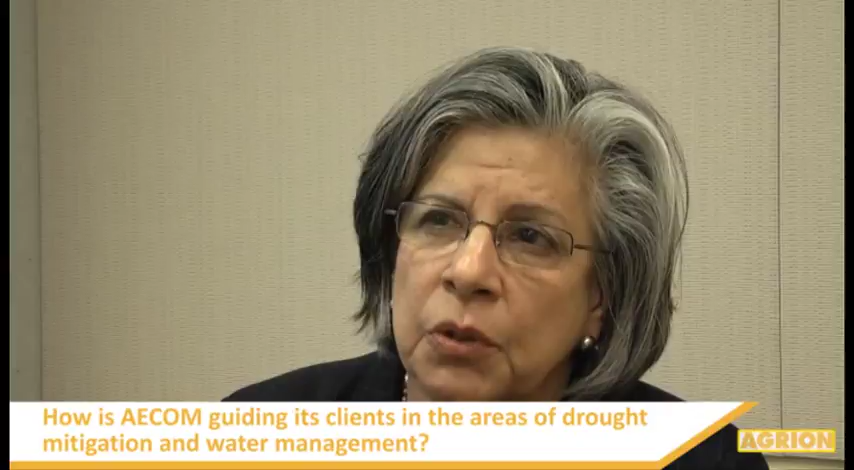 How is AECOM guiding its clients in the areas of drought
mitigation and water management?
AGRION